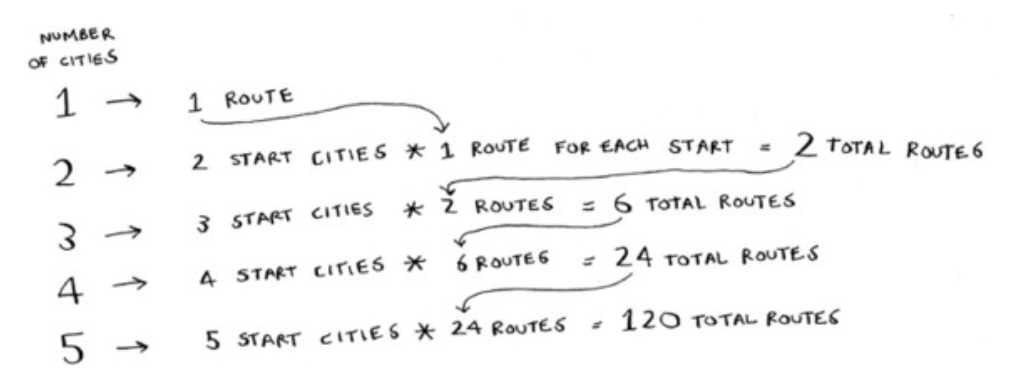 NUMBER
OF CITIES
1 → 1 ROUTE
2 → 2 START CITIES * 1 ROUTE FOR EACH START = 2 TOTAL ROUTES
3 → 3 START CITIES * 2 ROUTES = 6 TOTAL ROUTES
4 → 4 START CITIES * 6 ROUTES = 24 TOTAL ROUTES
5 → 5 START CITIES * 24 ROUTES = 120 TOTAL ROUTES